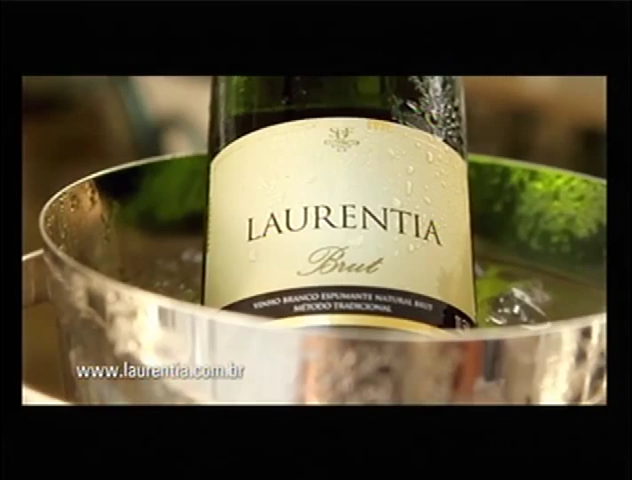 LAURENTIA
Brut
VINHO BRANCO ESPUMANTE NATURAL BRUT
MÉTODO TRADICIONAL
www.laurentia.com.br